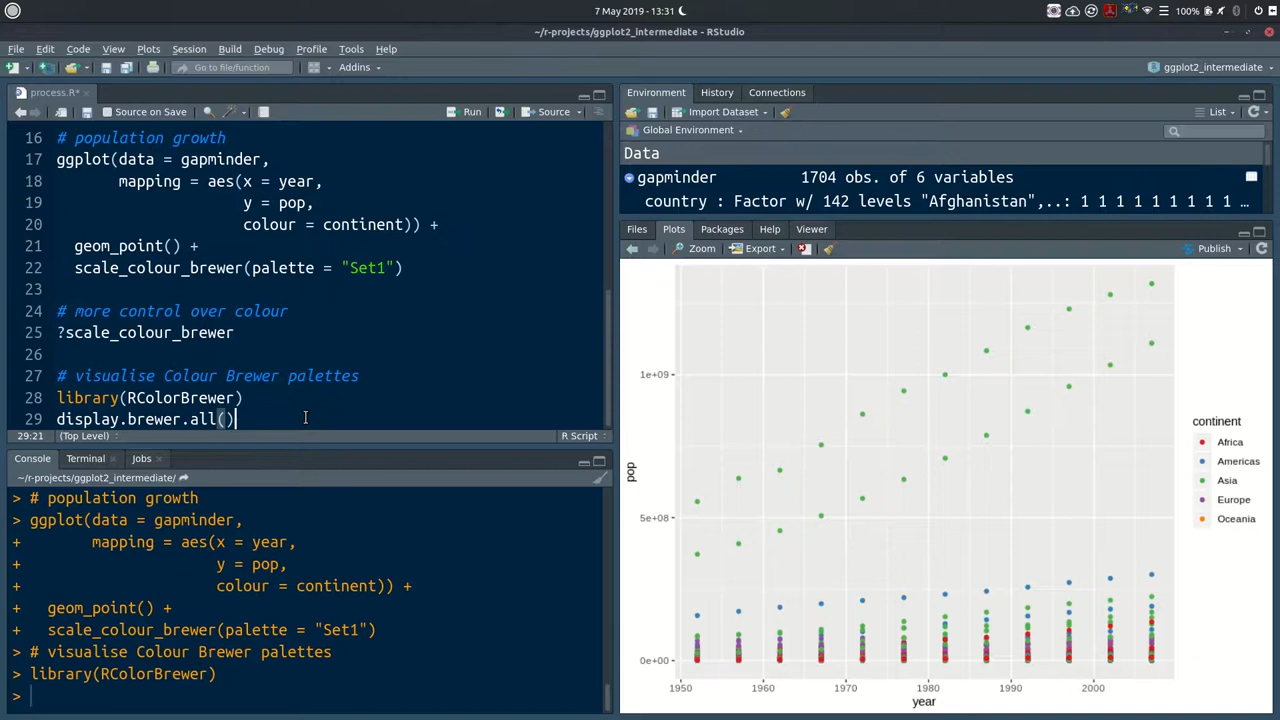 7 May 2019 - 13:31
100%
~/r-projects/ggplot2_intermediate - RStudio
File Edit Code View Plots Session Build Debug Profile Tools Help
Go to file/function
Addins
ggplot2_intermediate
process.R*
Source on Save
Run
Source
16 # population growth
17 ggplot(data = gapminder,
18 mapping = aes(x = year,
19 y = pop,
20 colour = continent)) +
21 geom_point() +
22 scale_colour_brewer(palette = "Set1")
23
24 # more control over colour
25 ?scale_colour_brewer
26
27 # visualise Colour Brewer palettes
28 library(RColorBrewer)
29 display.brewer.all()
29:21 (Top Level) R Script
Console Terminal Jobs
~/r-projects/ggplot2_intermediate/
> # population growth
> ggplot(data = gapminder,
+ mapping = aes(x = year,
+ y = pop,
+ colour = continent)) +
+ geom_point() +
+ scale_colour_brewer(palette = "Set1")
> # visualise Colour Brewer palettes
> library(RColorBrewer)
>
Environment History Connections
Import Dataset
List
Global Environment
Data
gapminder 1704 obs. of 6 variables
country : Factor w/ 142 levels "Afghanistan",..: 1 1 1 1 1 1 1 1 1 ...
Files Plots Packages Help Viewer
Zoom Export Publish
1e+09
5e+08
0e+00
pop
1950 1960 1970 1980 1990 2000
year
continent
Africa
Americas
Asia
Europe
Oceania